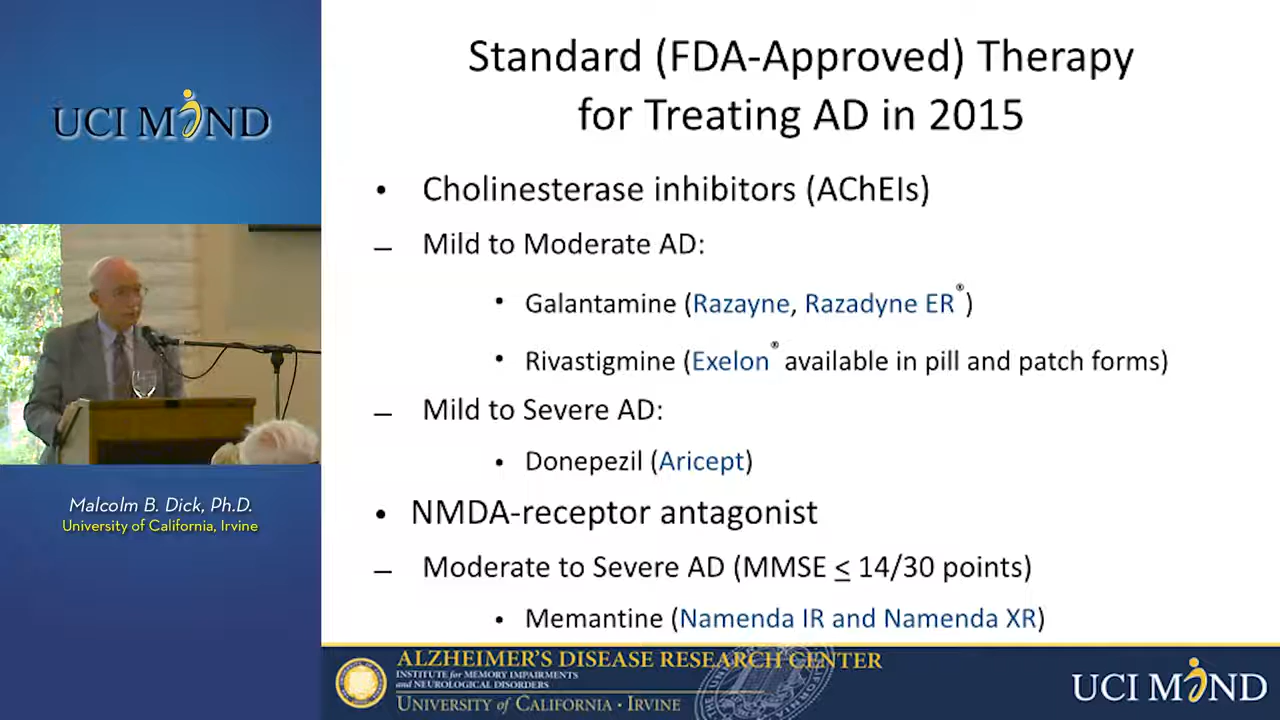 UCI MIND
Malcolm B. Dick, Ph.D.
University of California, Irvine
Standard (FDA-Approved) Therapy
for Treating AD in 2015
• Cholinesterase inhibitors (AChEIs)
– Mild to Moderate AD:
• Galantamine (Razayne, Razadyne ER®)
• Rivastigmine (Exelon® available in pill and patch forms)
– Mild to Severe AD:
• Donepezil (Aricept)
• NMDA-receptor antagonist
– Moderate to Severe AD (MMSE ≤ 14/30 points)
• Memantine (Namenda IR and Namenda XR)
ALZHEIMER'S DISEASE RESEARCH CENTER
INSTITUTE FOR MEMORY IMPAIRMENTS
AND NEUROLOGICAL DISORDERS
UNIVERSITY OF CALIFORNIA · IRVINE
UCI MIND